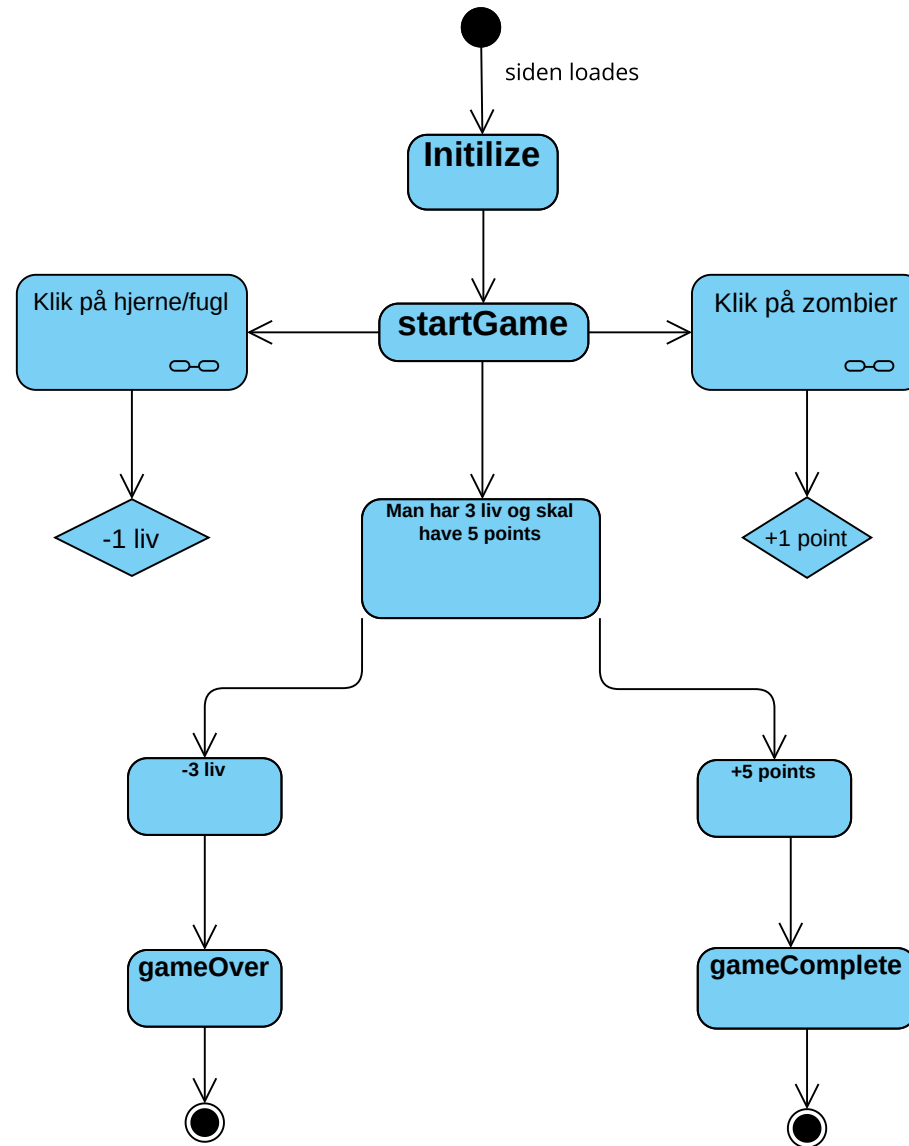 siden loades
Initilize
Klik på hjerne/fugl
startGame
Klik på zombier
-1 liv
Man har 3 liv og skal
have 5 points
+1 point
-3 liv
+5 points
gameOver
gameComplete